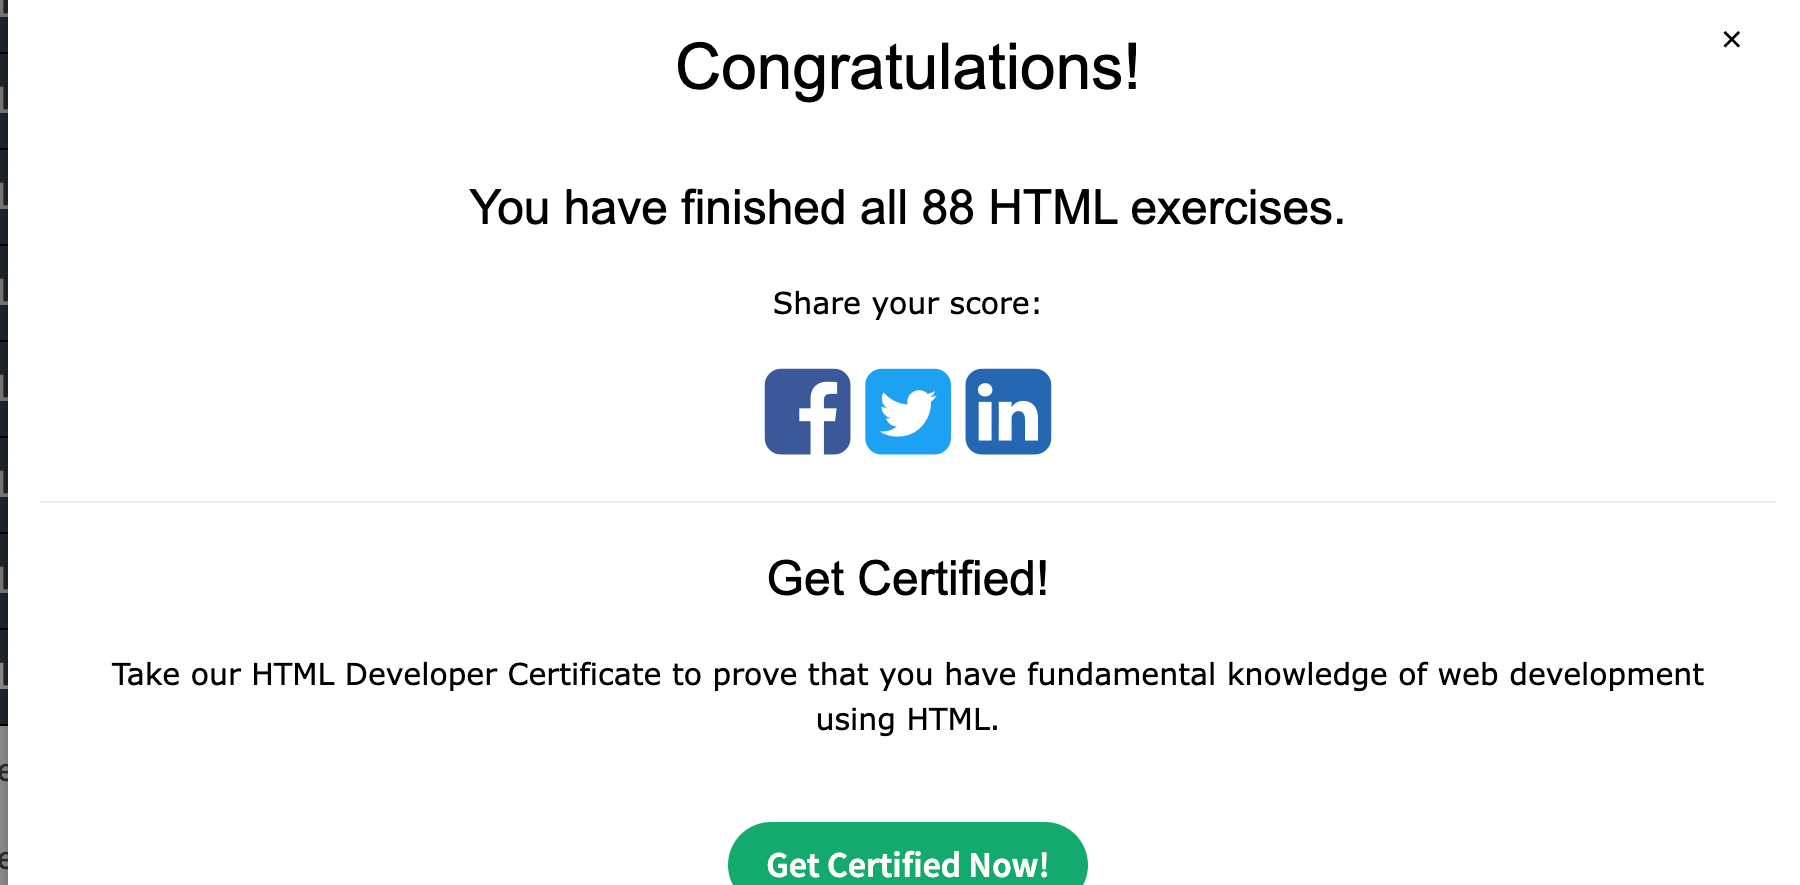 Congratulations!
×
You have finished all 88 HTML exercises.
Share your score:
f
in
Get Certified!
Take our HTML Developer Certificate to prove that you have fundamental knowledge of web development
using HTML.
Get Certified Now!